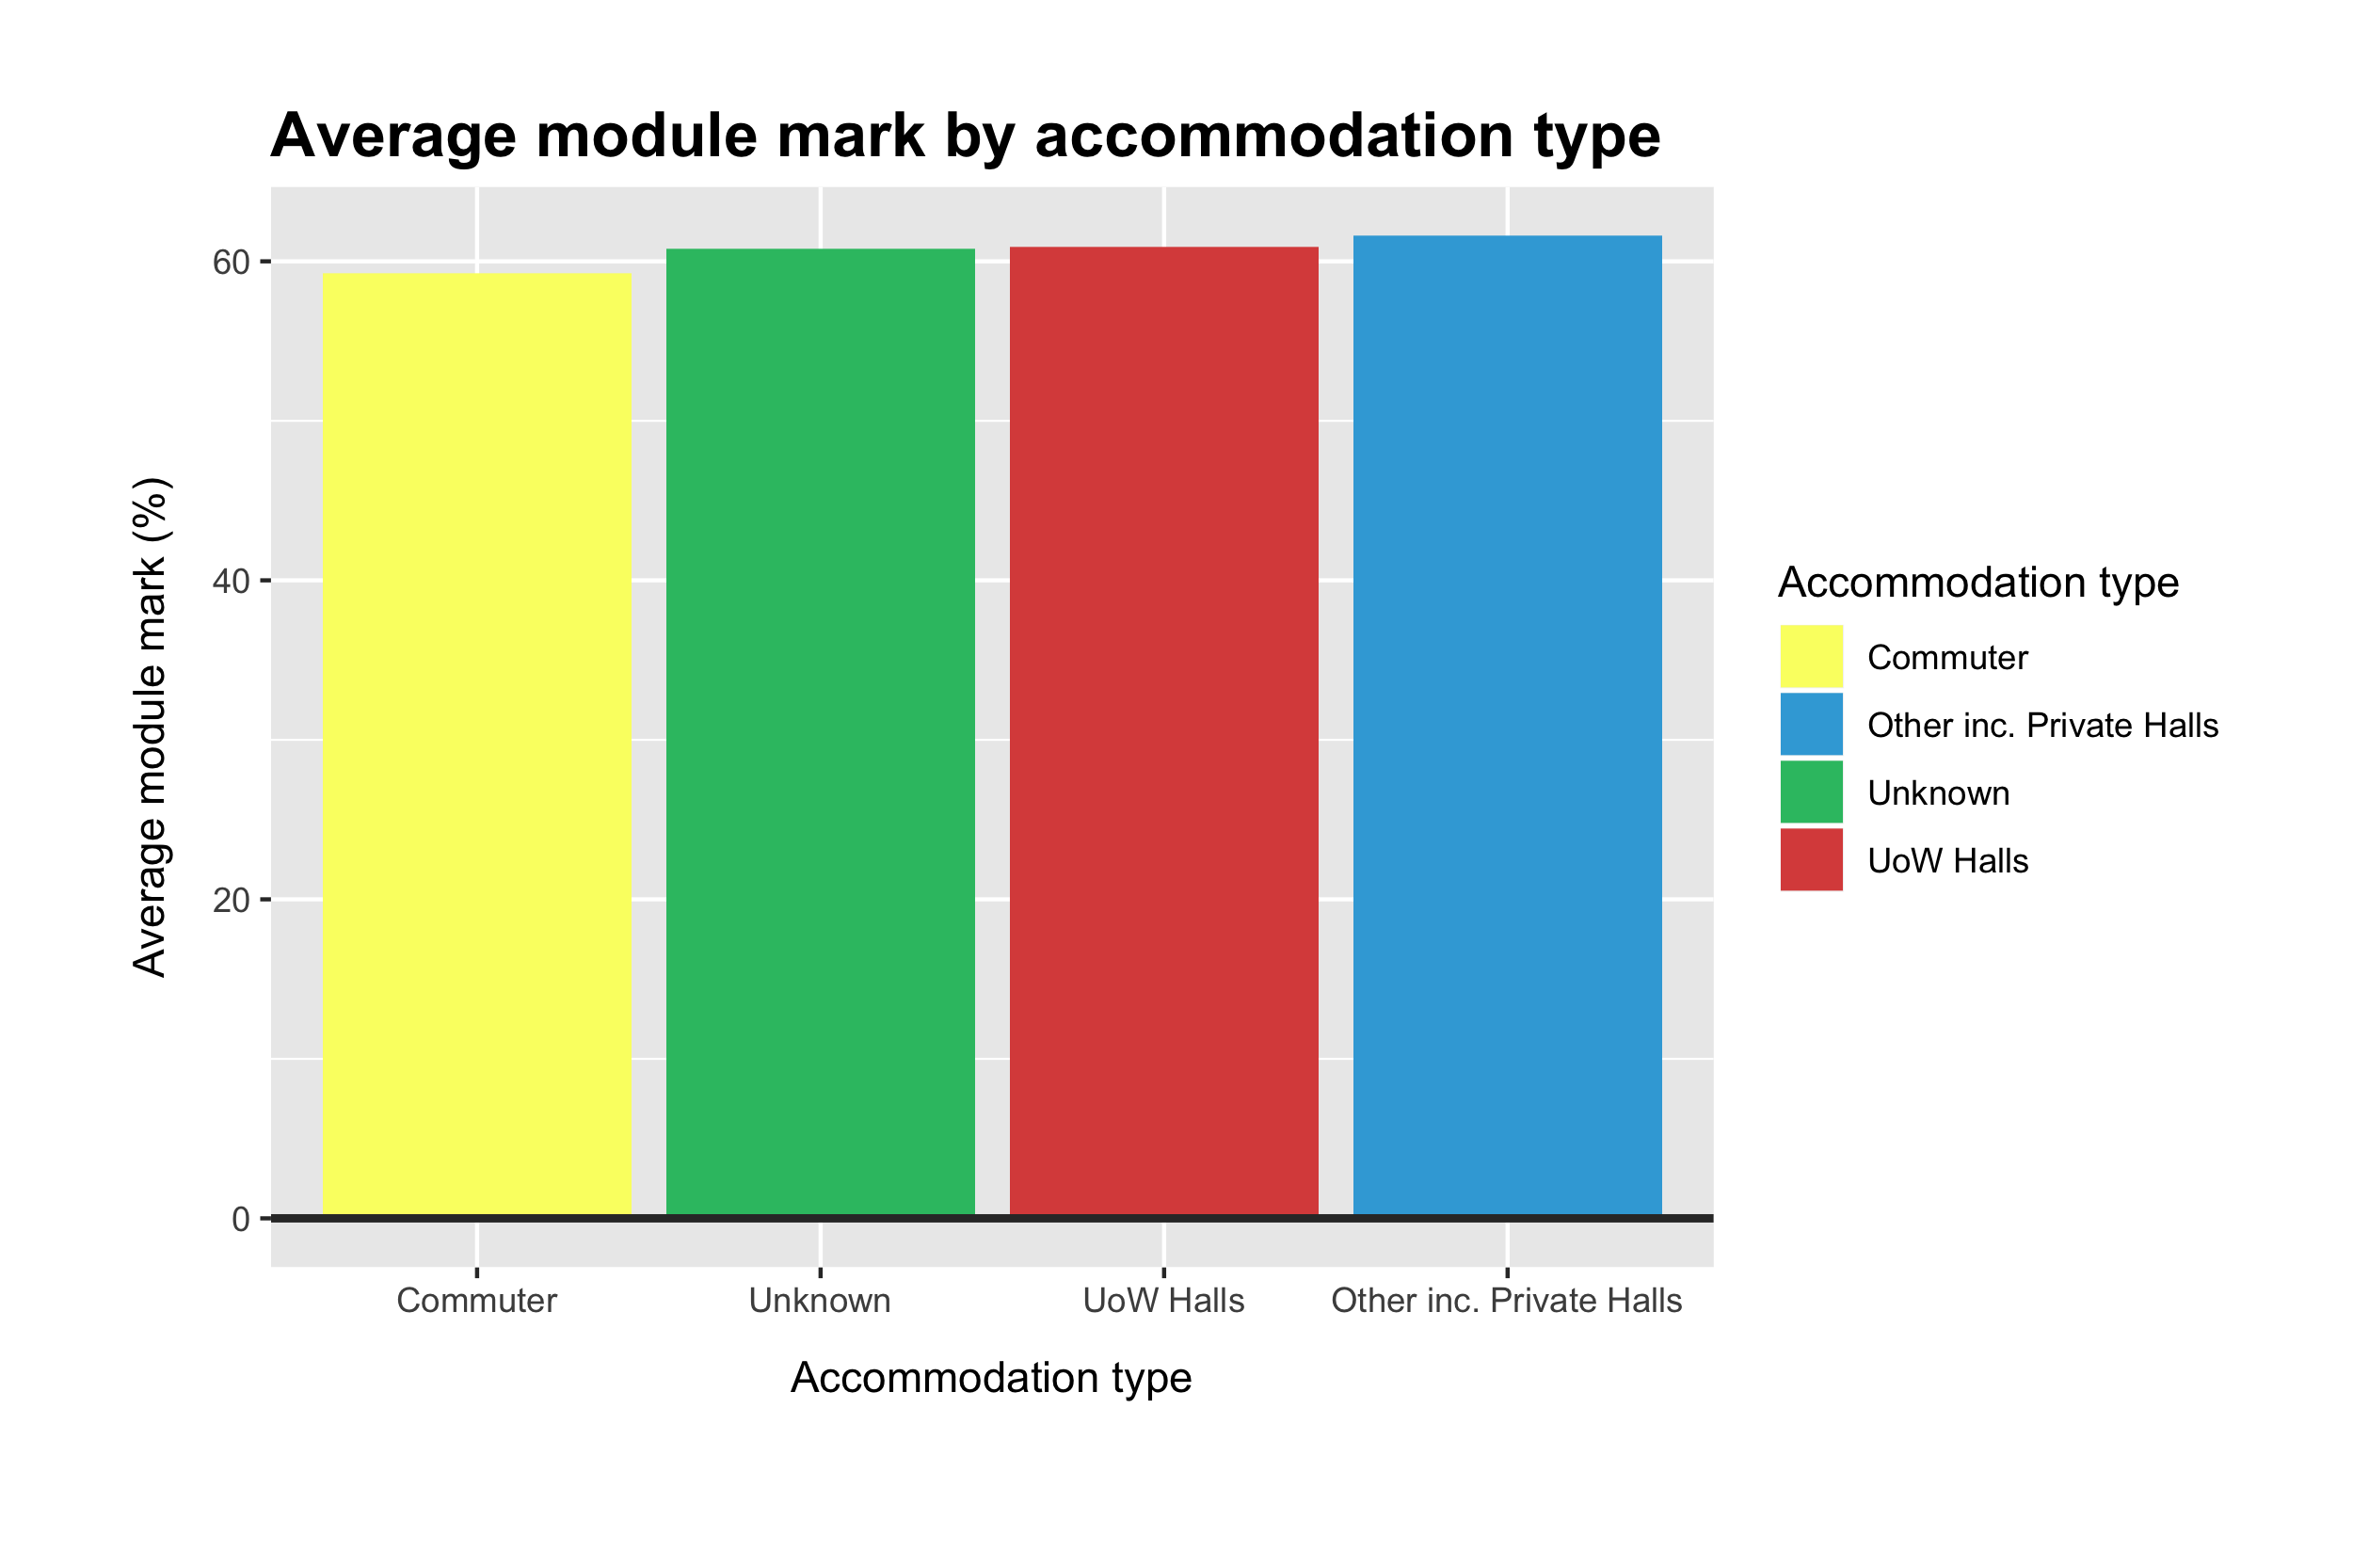 Average module mark by accommodation type
Average module mark (%)
60
40
20
0
Commuter
Unknown
UoW Halls
Other inc. Private Halls
Accommodation type
Accommodation type
Commuter
Other inc. Private Halls
Unknown
UoW Halls